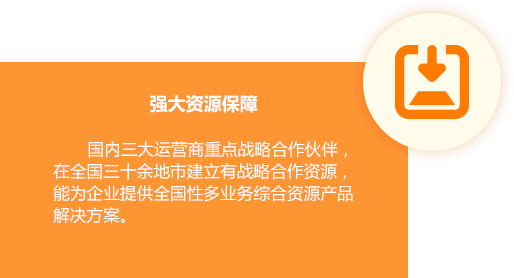 强大资源保障
国内三大运营商重点战略合作伙伴，
在全国三十余地市建立有战略合作资源，
能为企业提供全国性多业务综合资源产品
解决方案。